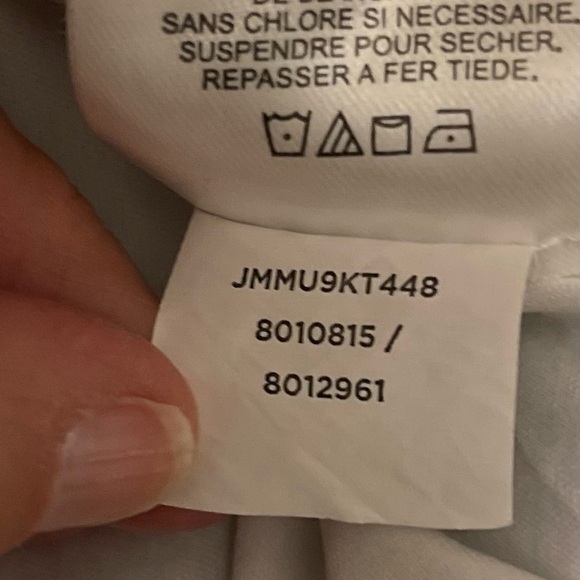 SANS CHLORE SI NECESSAIRE.
SUSPENDRE POUR SECHER.
REPASSER A FER TIEDE.
JMMU9KT448
8010815 /
8012961